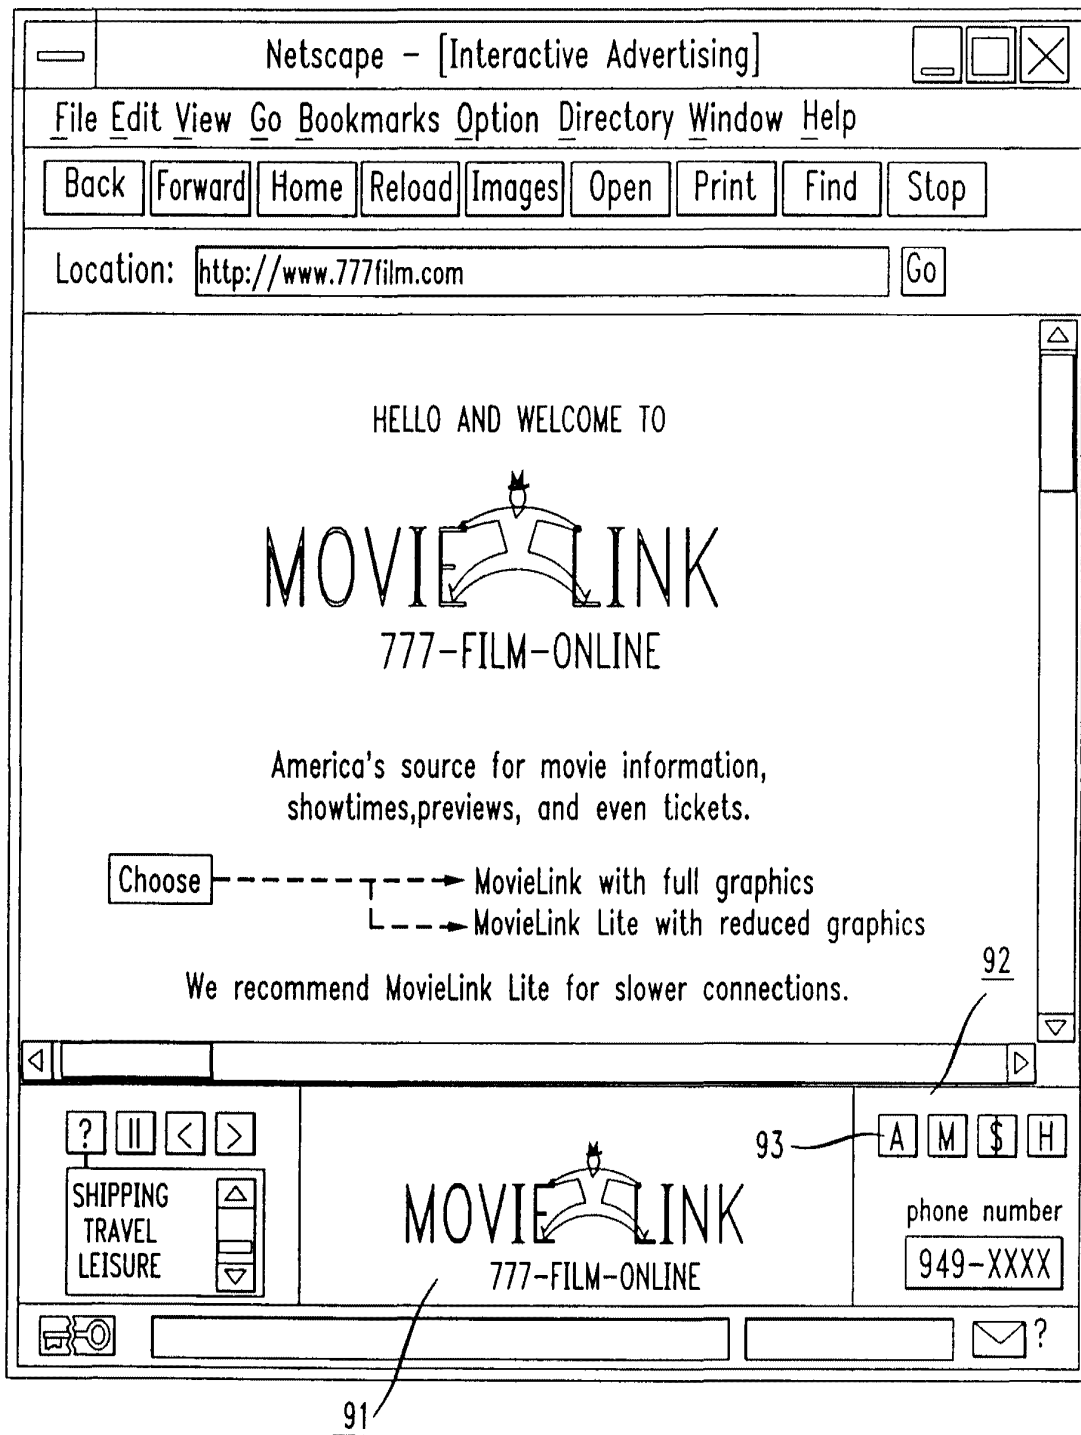 Netscape – [Interactive Advertising]
File Edit View Go Bookmarks Option Directory Window Help
Back Forward Home Reload Images Open Print Find Stop
Location: http://www.777film.com Go
HELLO AND WELCOME TO
MOVIE LINK
777-FILM-ONLINE
America's source for movie information,
showtimes,previews, and even tickets.
Choose MovieLink with full graphics
MovieLink Lite with reduced graphics
We recommend MovieLink Lite for slower connections.
92
? || < >
93 A M $ H
SHIPPING
TRAVEL
LEISURE
MOVIE LINK
777-FILM-ONLINE
phone number
949-XXXX
?
91